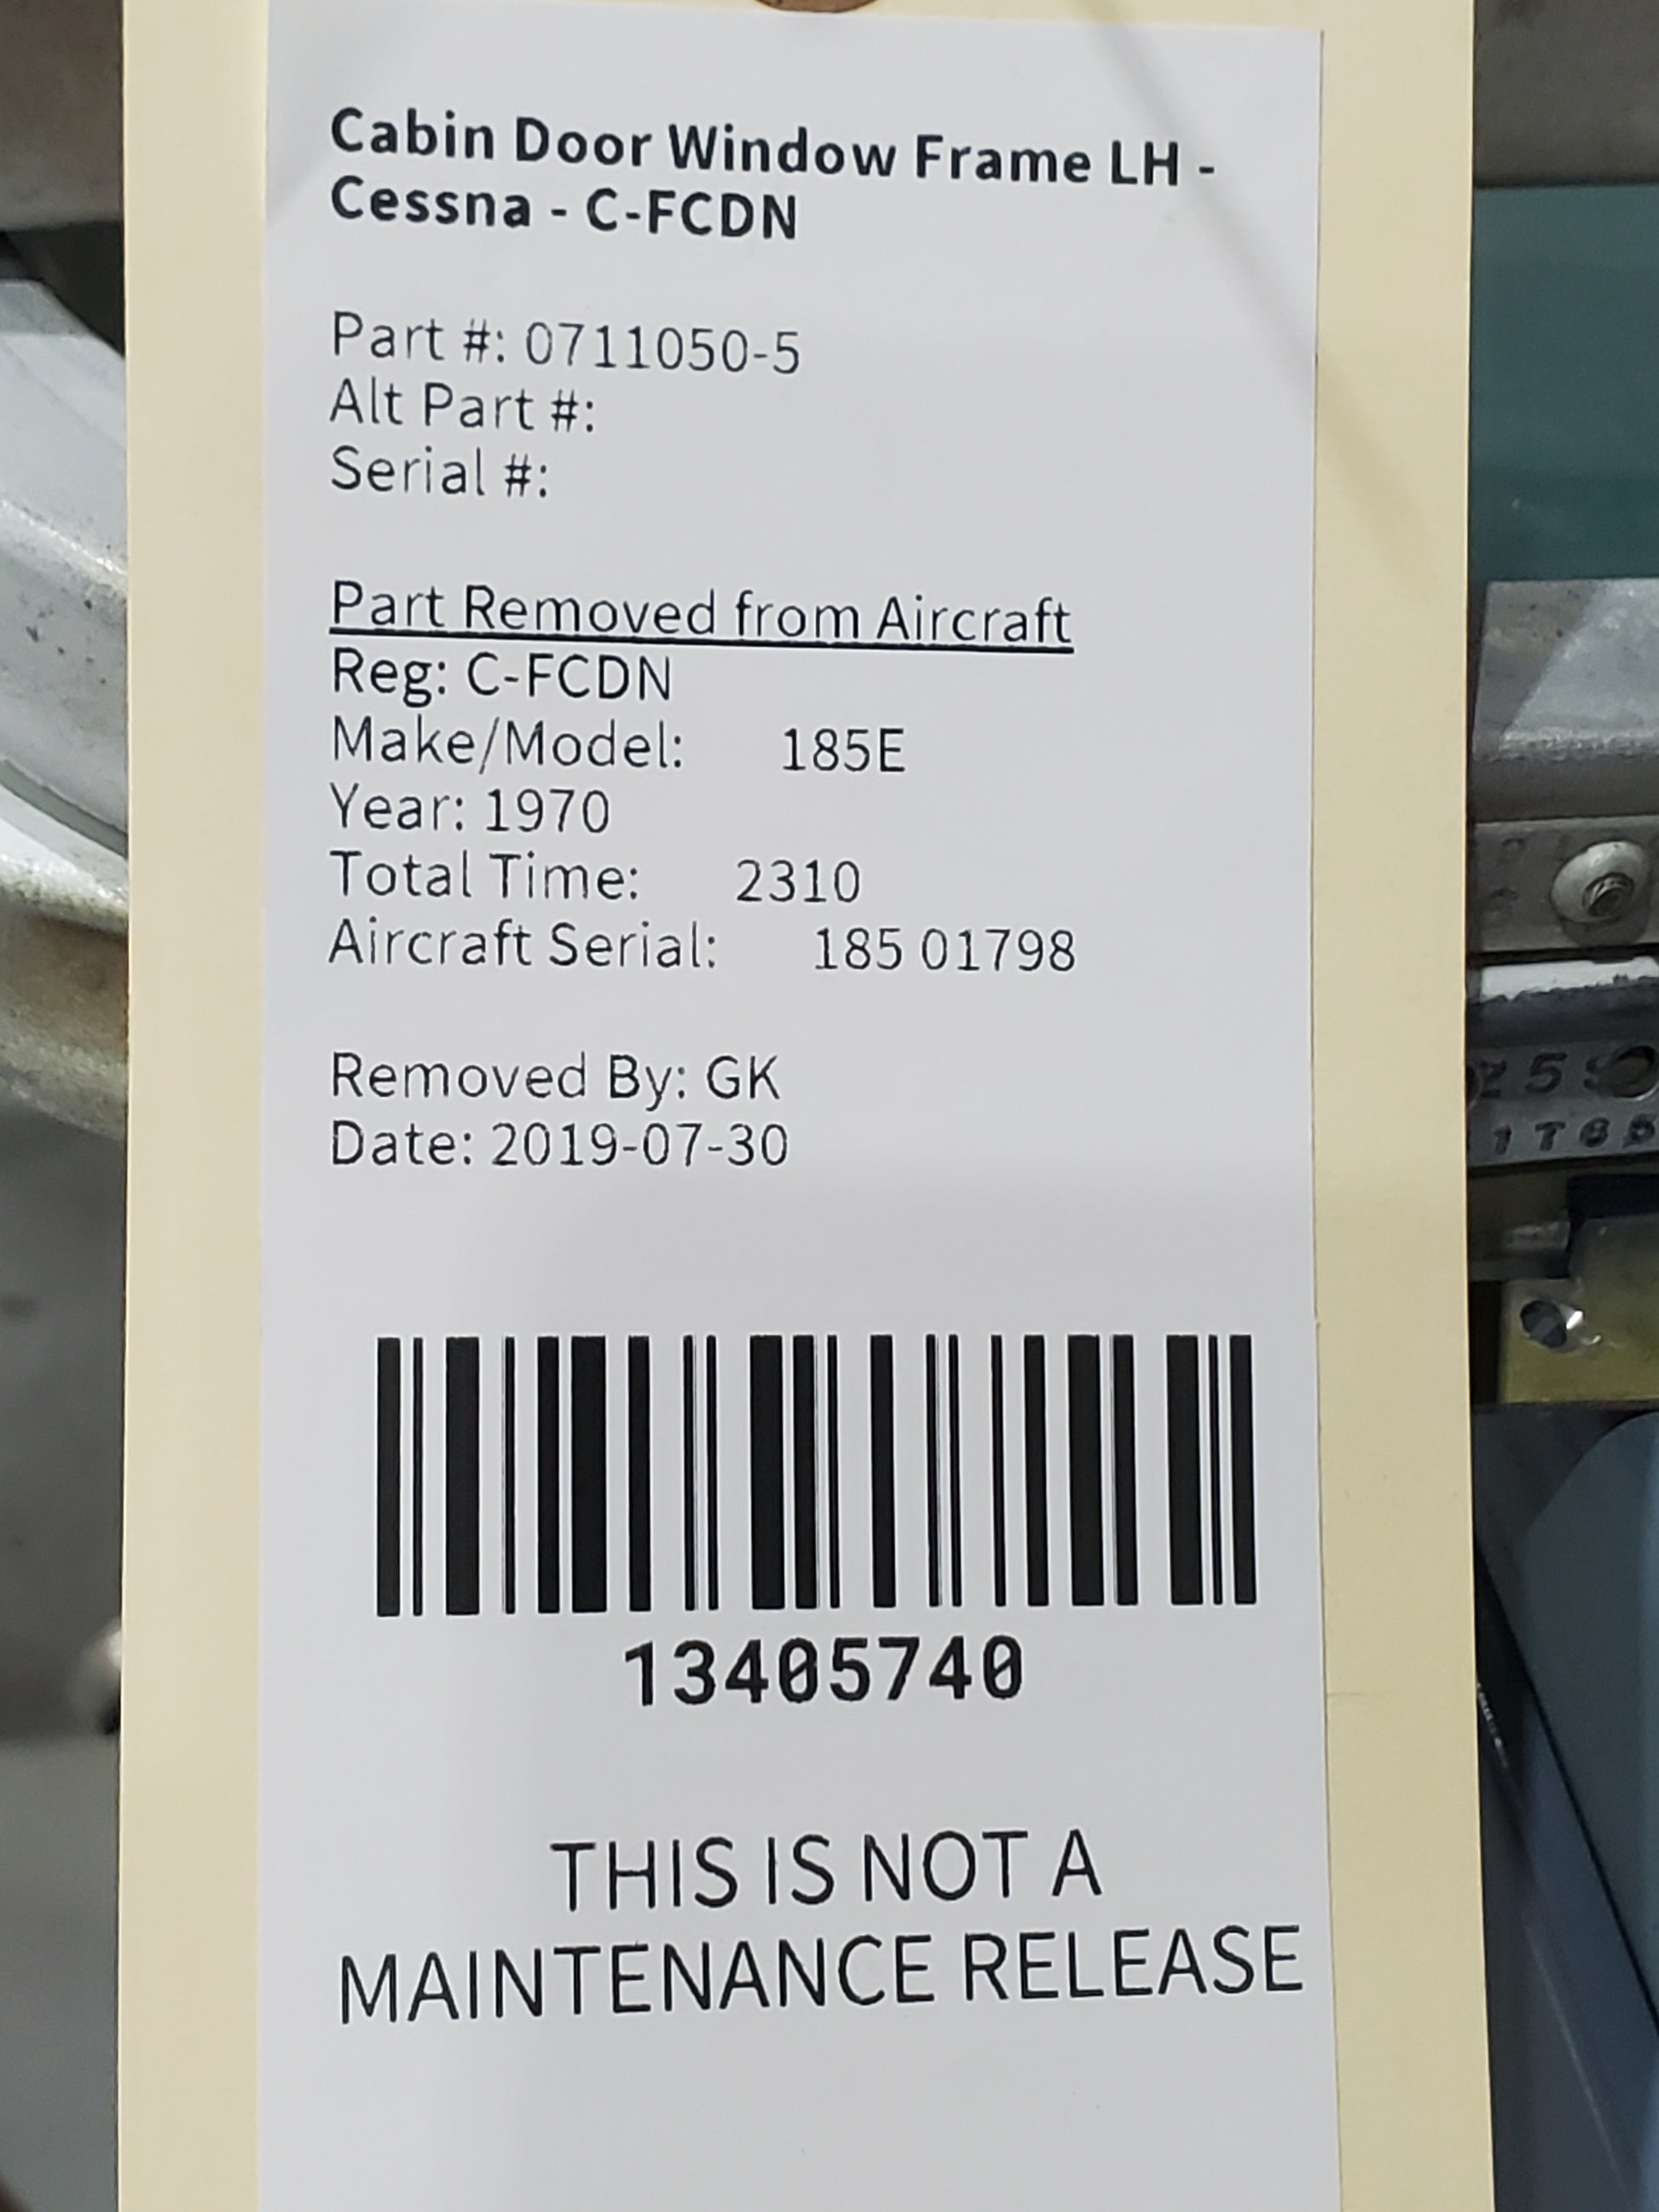 Cabin Door Window Frame LH -
Cessna - C-FCDN
Part #: 0711050-5
Alt Part #:
Serial #:
Part Removed from Aircraft
Reg: C-FCDN
Make/Model: 185E
Year: 1970
Total Time: 2310
Aircraft Serial: 185 01798
Removed By: GK
Date: 2019-07-30
13405740
THIS IS NOT A
MAINTENANCE RELEASE